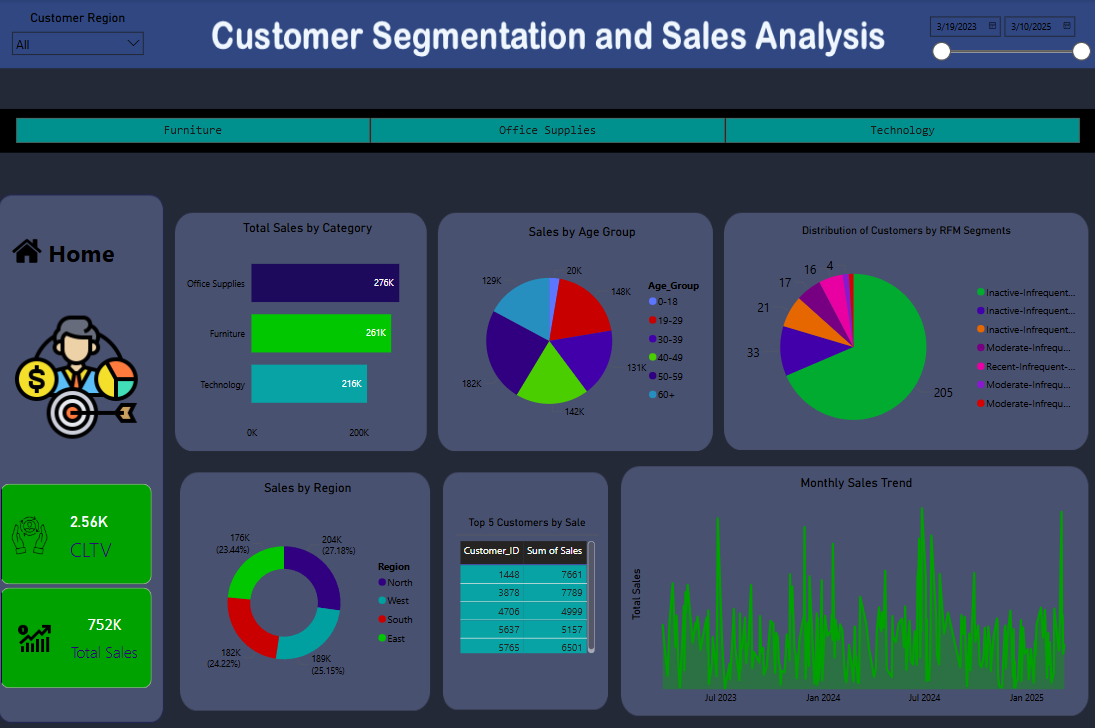 Customer Region
All
Customer Segmentation and Sales Analysis
3/19/2023
3/10/2025
Furniture
Office Supplies
Technology
Home
2.56K
CLTV
752K
Total Sales
Total Sales by Category
Office Supplies
276K
Furniture
261K
Technology
216K
0K
200K
Sales by Age Group
129K
20K
148K
131K
142K
182K
Age_Group
0-18
19-29
30-39
40-49
50-59
60+
Distribution of Customers by RFM Segments
4
16
17
21
33
205
Inactive-Infrequent...
Inactive-Infrequent...
Inactive-Infrequent...
Moderate-Infrequ...
Recent-Infrequent-...
Moderate-Infrequ...
Moderate-Infrequ...
Sales by Region
176K
(23.44%)
204K
(27.18%)
182K
(24.22%)
189K
(25.15%)
Region
North
West
South
East
Top 5 Customers by Sale
Customer_ID Sum of Sales
1448 7661
3878 7789
4706 4999
5637 5157
5765 6501
Monthly Sales Trend
Total Sales
Jul 2023
Jan 2024
Jul 2024
Jan 2025